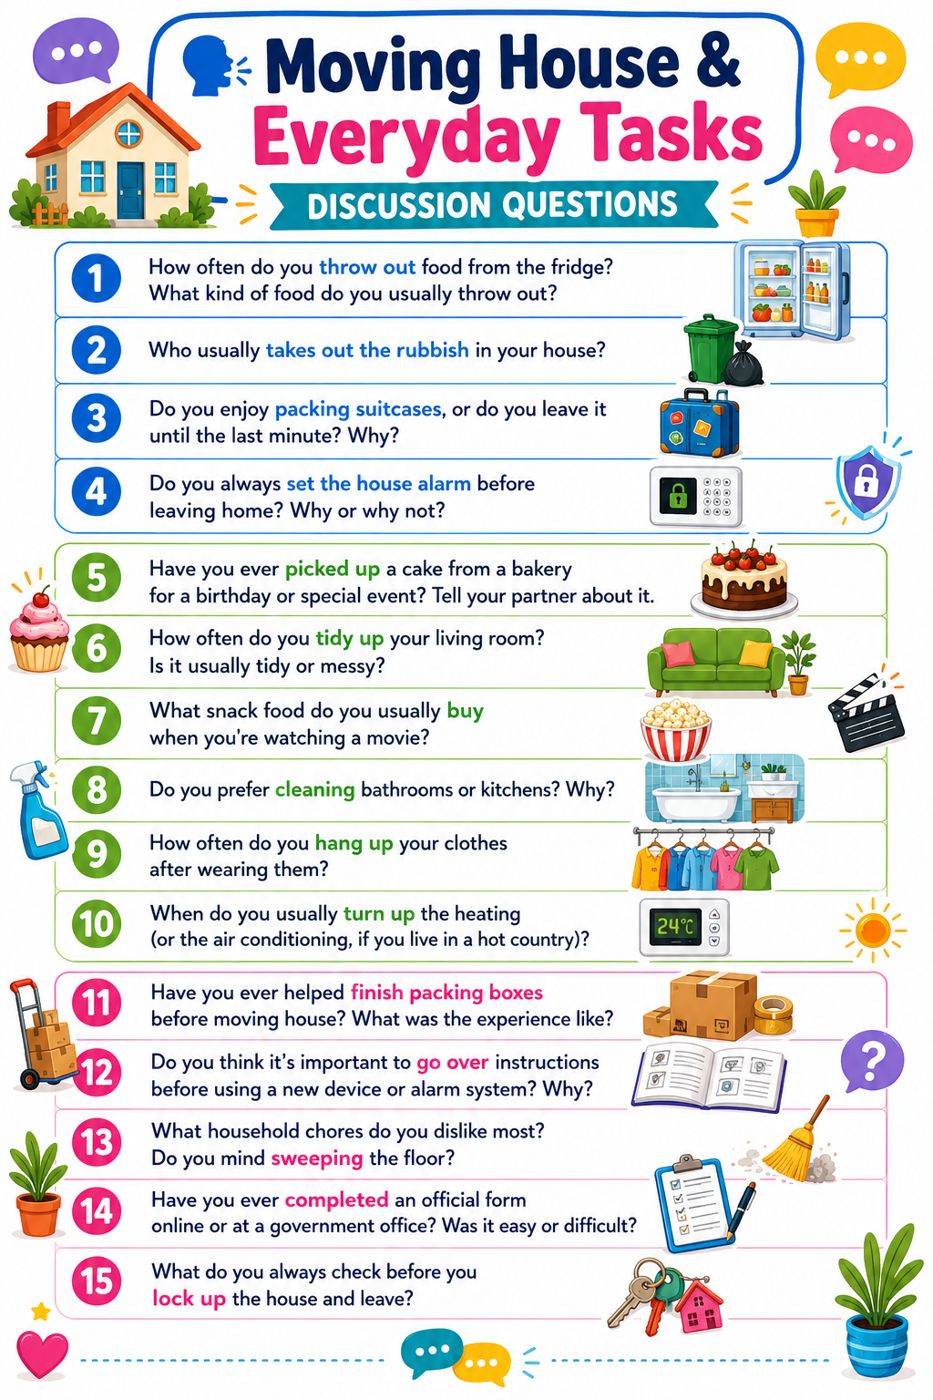 Moving House &
Everyday Tasks
DISCUSSION QUESTIONS
1
How often do you throw out food from the fridge?
What kind of food do you usually throw out?
2
Who usually takes out the rubbish in your house?
3
Do you enjoy packing suitcases, or do you leave it
until the last minute? Why?
4
Do you always set the house alarm before
leaving home? Why or why not?
5
Have you ever picked up a cake from a bakery
for a birthday or special event? Tell your partner about it.
6
How often do you tidy up your living room?
Is it usually tidy or messy?
7
What snack food do you usually buy
when you're watching a movie?
8
Do you prefer cleaning bathrooms or kitchens? Why?
9
How often do you hang up your clothes
after wearing them?
10
When do you usually turn up the heating
(or the air conditioning, if you live in a hot country)?
24°C
11
Have you ever helped finish packing boxes
before moving house? What was the experience like?
12
Do you think it's important to go over instructions
before using a new device or alarm system? Why?
?
13
What household chores do you dislike most?
Do you mind sweeping the floor?
14
Have you ever completed an official form
online or at a government office? Was it easy or difficult?
15
What do you always check before you
lock up the house and leave?